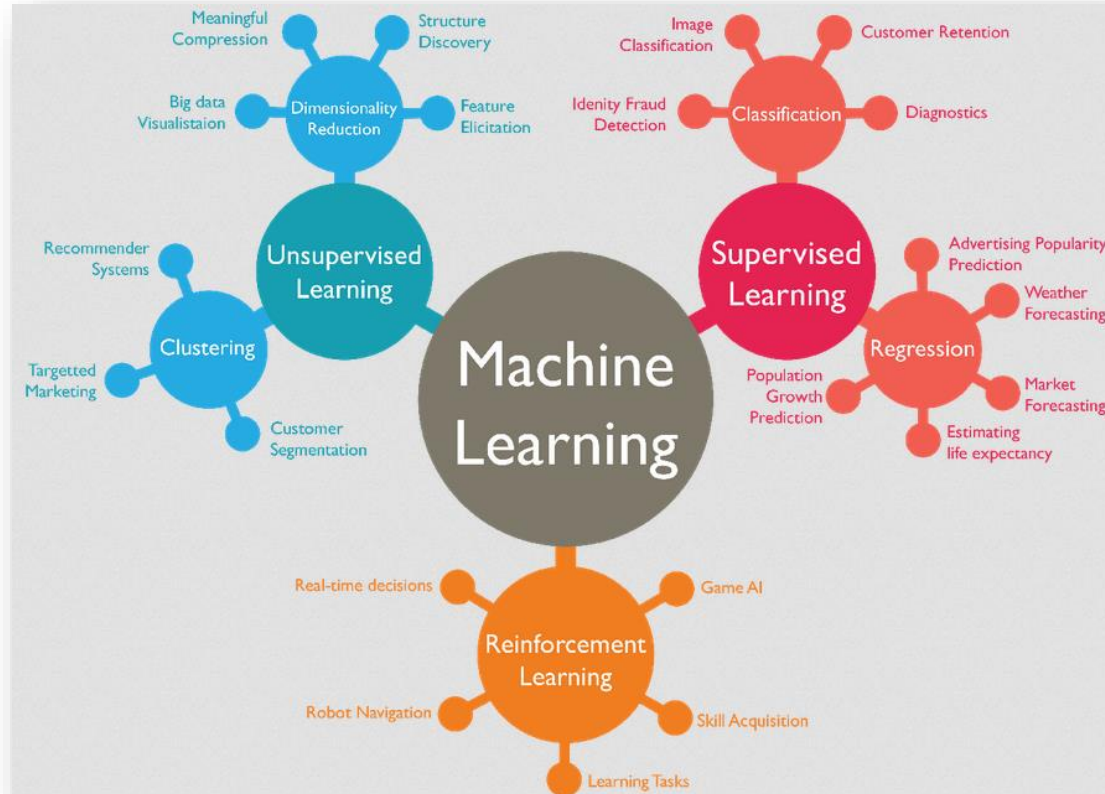 Meaningful
Compression
Structure
Discovery
Big data
Visualistaion
Dimensionality
Reduction
Feature
Elicitation
Image
Classification
Customer Retention
Idenity Fraud
Detection
Classification
Diagnostics
Unsupervised
Learning
Supervised
Learning
Recommender
Systems
Clustering
Targetted
Marketing
Customer
Segmentation
Machine
Learning
Advertising Popularity
Prediction
Weather
Forecasting
Regression
Population
Growth
Prediction
Market
Forecasting
Estimating
life expectancy
Real-time decisions
Game AI
Reinforcement
Learning
Robot Navigation
Skill Acquisition
Learning Tasks